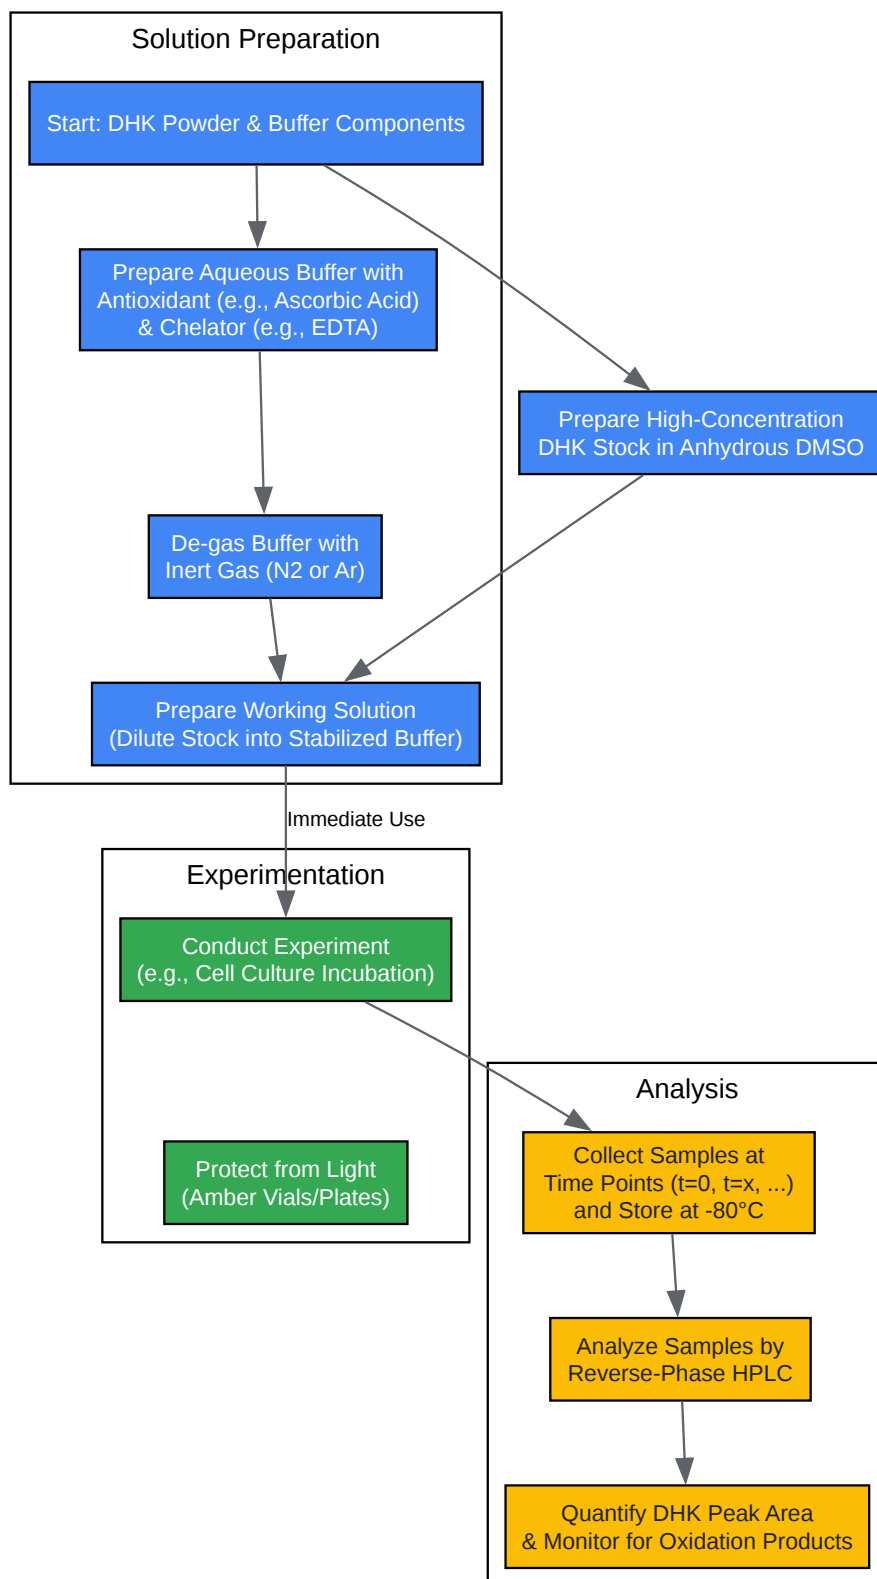 Solution Preparation
Start: DHK Powder & Buffer Components
Prepare Aqueous Buffer with
Antioxidant (e.g., Ascorbic Acid)
& Chelator (e.g., EDTA)
Prepare High-Concentration
DHK Stock in Anhydrous DMSO
De-gas Buffer with
Inert Gas (N2 or Ar)
Prepare Working Solution
(Dilute Stock into Stabilized Buffer)
Immediate Use
Experimentation
Conduct Experiment
(e.g., Cell Culture Incubation)
Protect from Light
(Amber Vials/Plates)
Analysis
Collect Samples at
Time Points (t=0, t=x, ...)
and Store at -80°C
Analyze Samples by
Reverse-Phase HPLC
Quantify DHK Peak Area
& Monitor for Oxidation Products